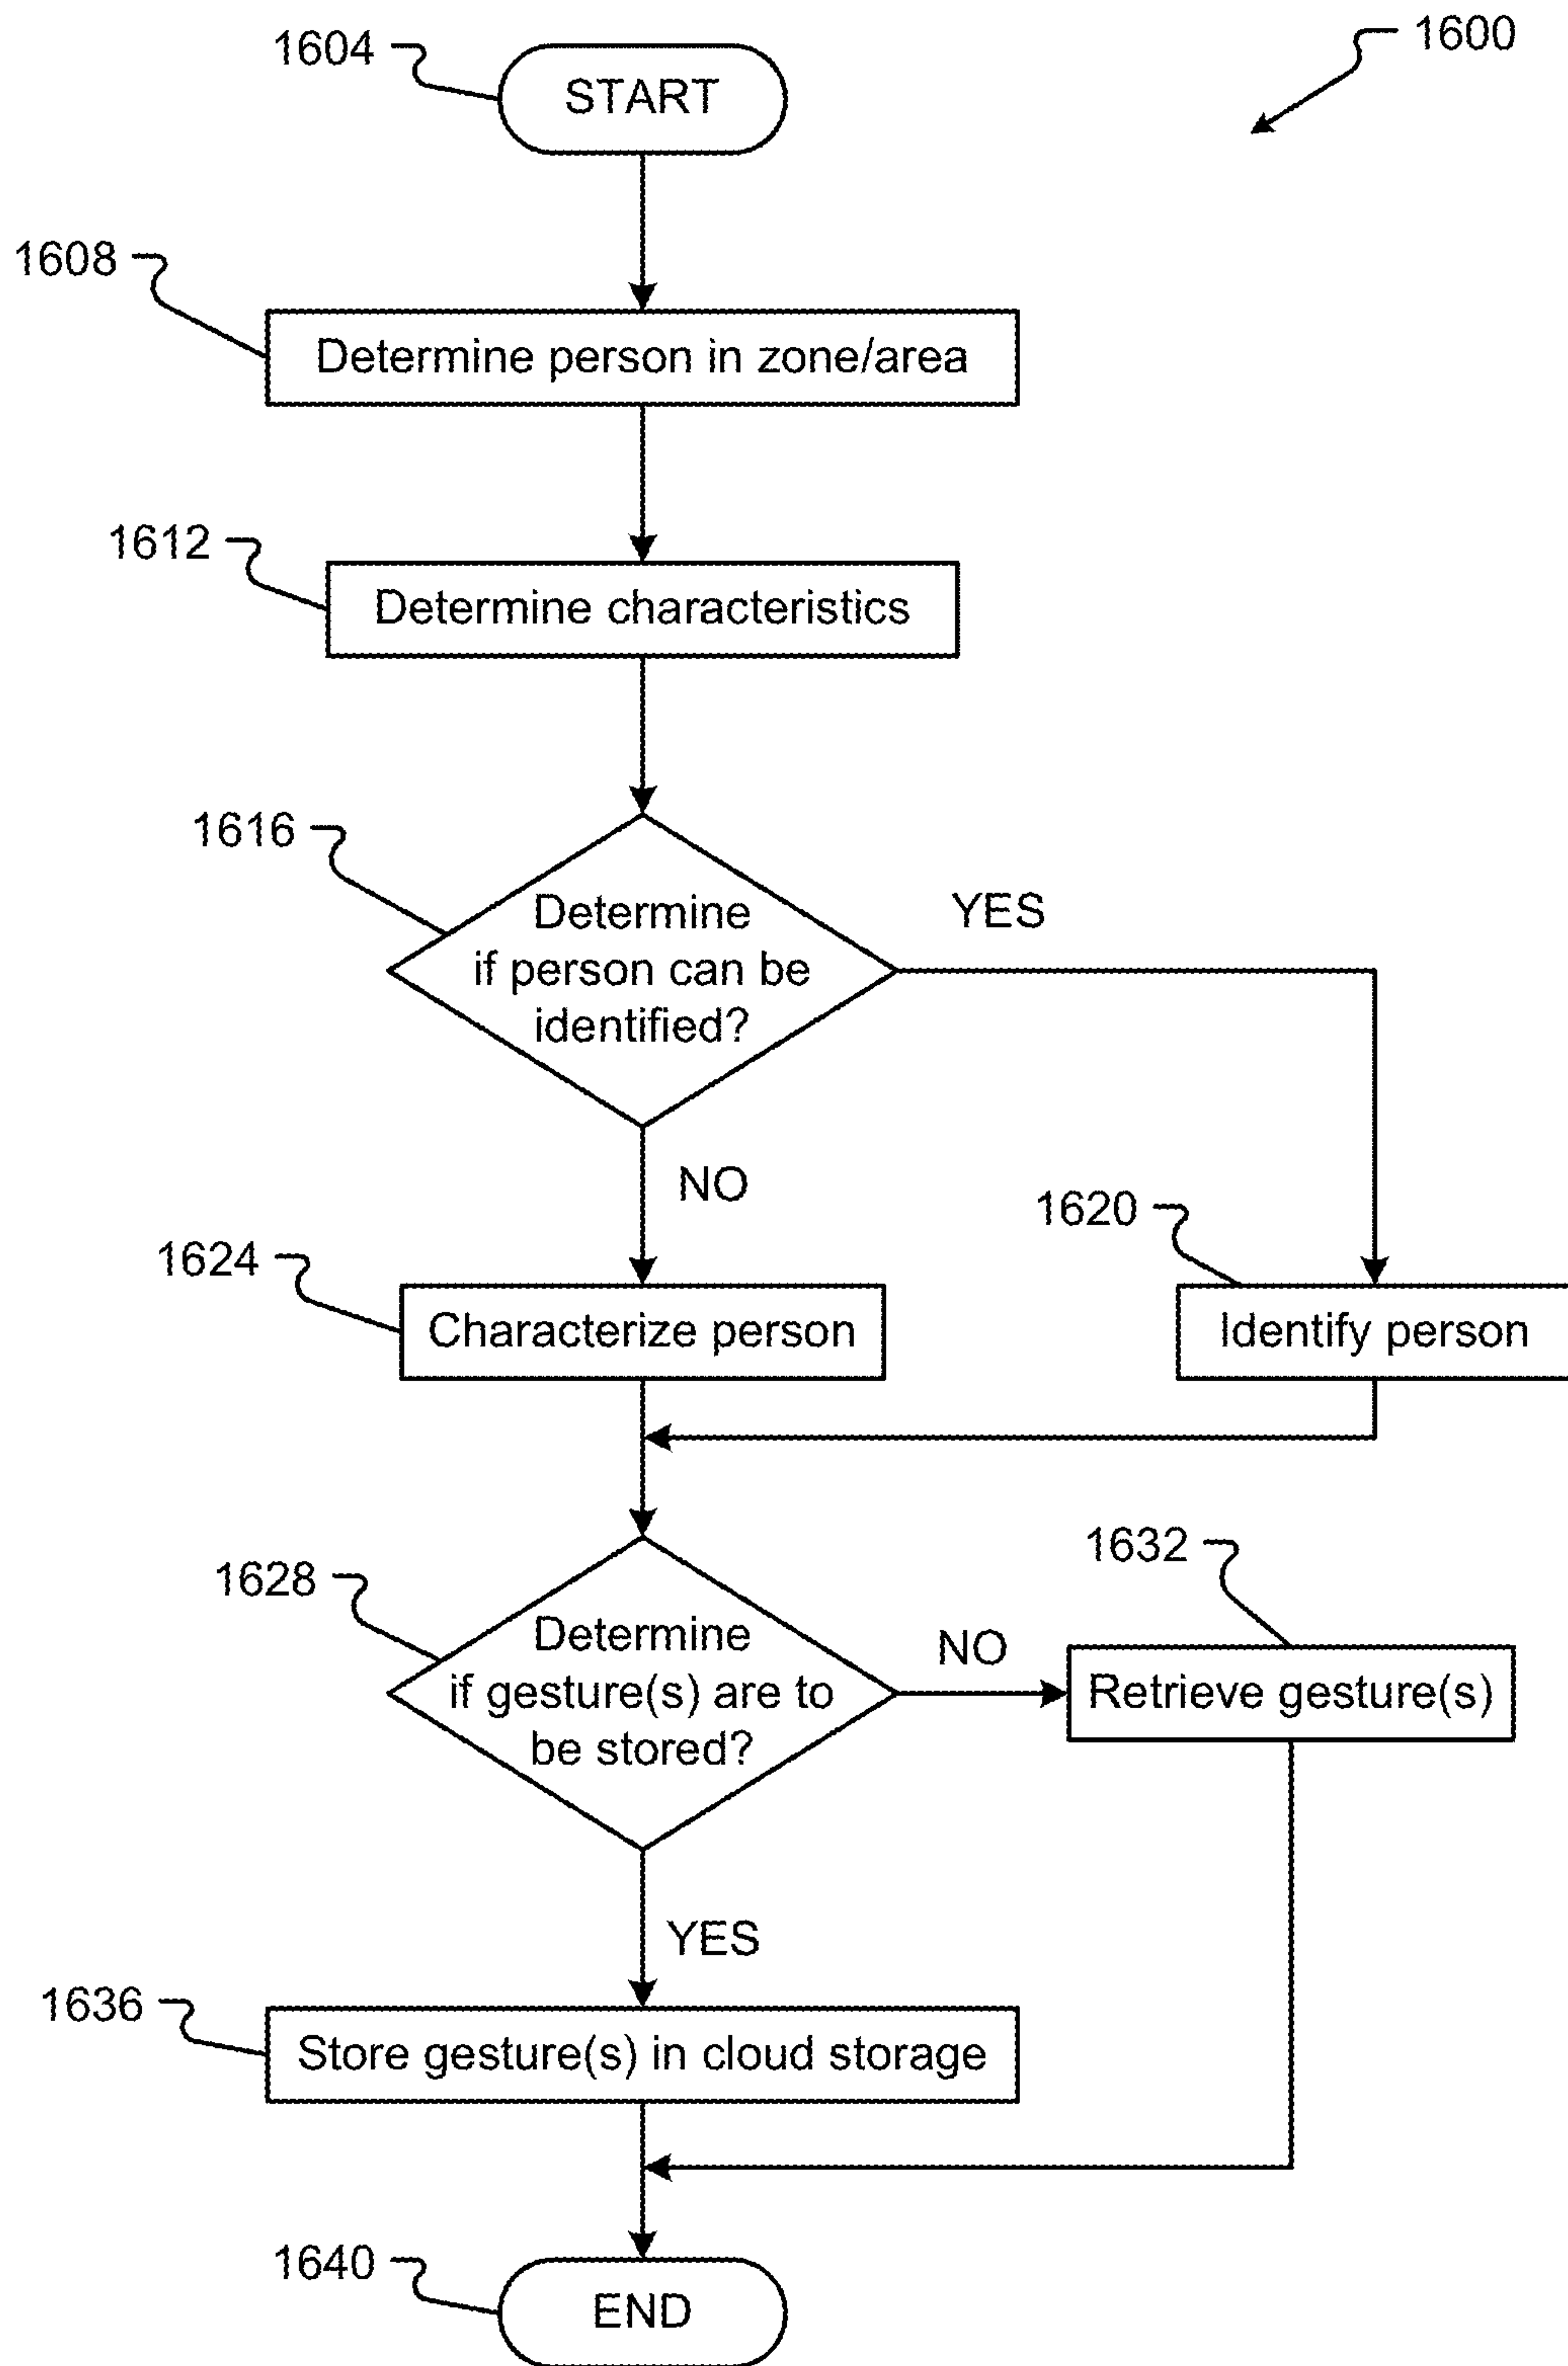 1600
1604
START
1608
Determine person in zone/area
1612
Determine characteristics
1616
Determine
if person can be
identified?
YES
NO
1620
1624
Characterize person
Identify person
1628
1632
Determine
if gesture(s) are to
be stored?
NO
Retrieve gesture(s)
YES
1636
Store gesture(s) in cloud storage
1640
END